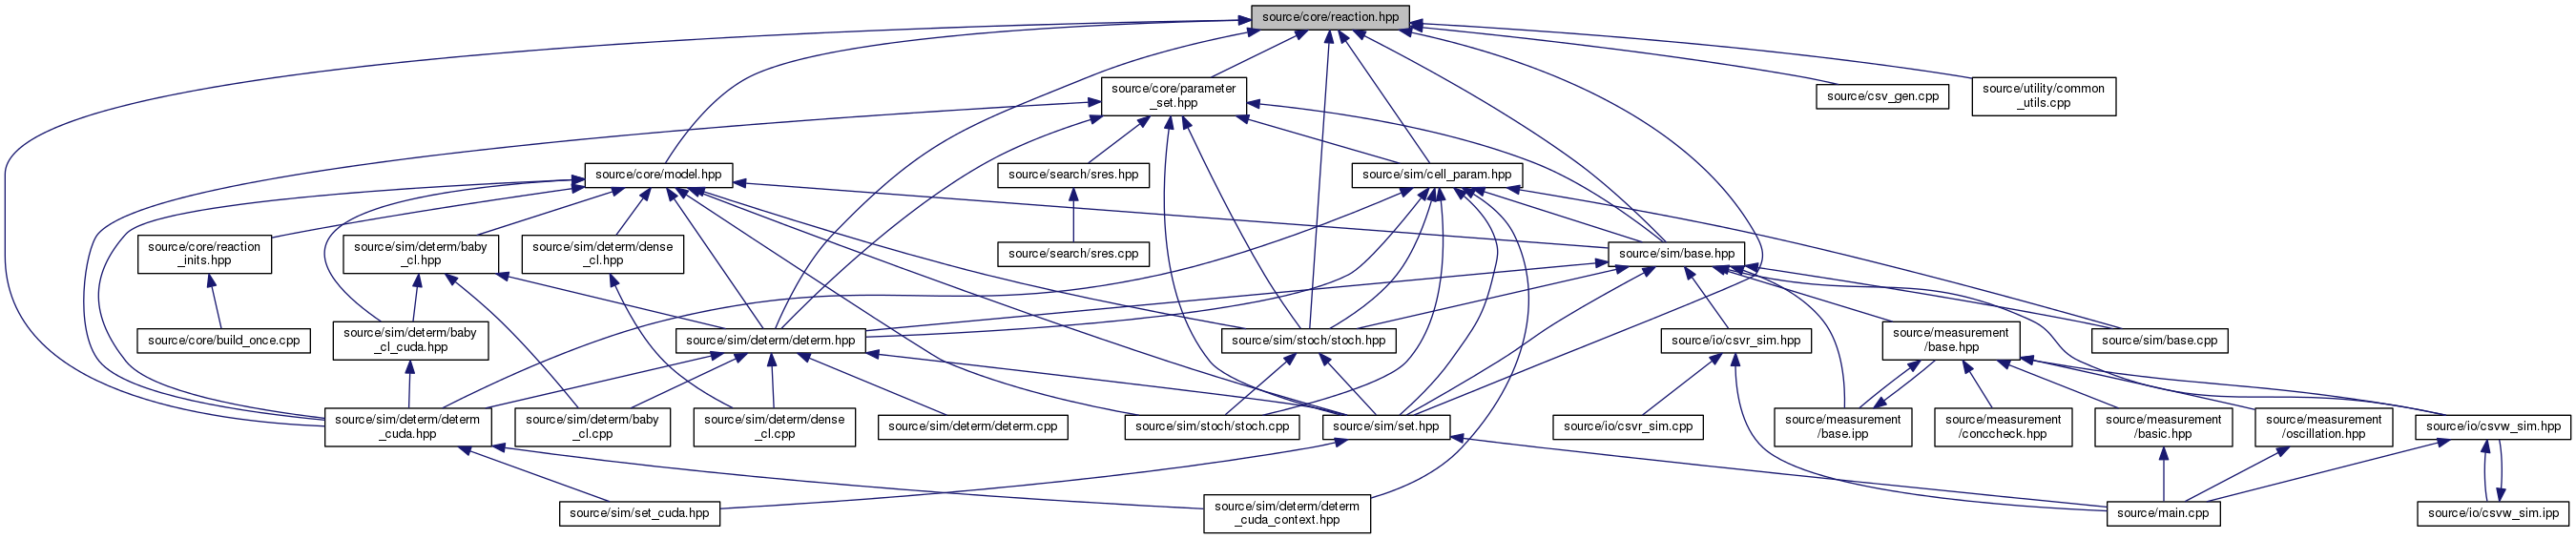 source/core/reaction.hpp
source/core/parameter
_set.hpp
source/csv_gen.cpp
source/utility/common
_utils.cpp
source/core/model.hpp
source/search/sres.hpp
source/sim/cell_param.hpp
source/core/reaction
_inits.hpp
source/sim/determ/baby
_cl.hpp
source/sim/determ/dense
_cl.hpp
source/search/sres.cpp
source/sim/base.hpp
source/core/build_once.cpp
source/sim/determ/baby
_cl_cuda.hpp
source/sim/determ/determ.hpp
source/sim/stoch/stoch.hpp
source/io/csvr_sim.hpp
source/measurement
/base.hpp
source/sim/base.cpp
source/sim/determ/determ
_cuda.hpp
source/sim/determ/baby
_cl.cpp
source/sim/determ/dense
_cl.cpp
source/sim/determ/determ.cpp
source/sim/stoch/stoch.cpp
source/sim/set.hpp
source/io/csvr_sim.cpp
source/measurement
/base.ipp
source/measurement
/conccheck.hpp
source/measurement
/basic.hpp
source/measurement
/oscillation.hpp
source/io/csvw_sim.hpp
source/sim/set_cuda.hpp
source/sim/determ/determ
_cuda_context.hpp
source/main.cpp
source/io/csvw_sim.ipp